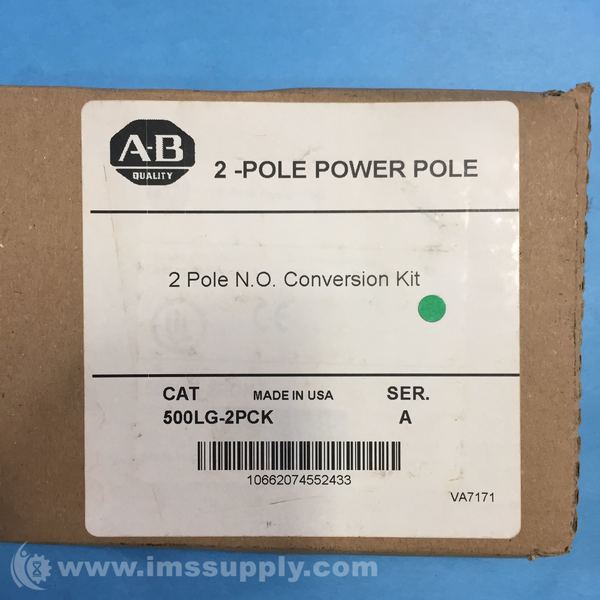 A-B
QUALITY
2 -POLE POWER POLE
2 Pole N.O. Conversion Kit
CAT MADE IN USA SER.
500LG-2PCK A
10662074552433
VA7171
www.imssupply.com